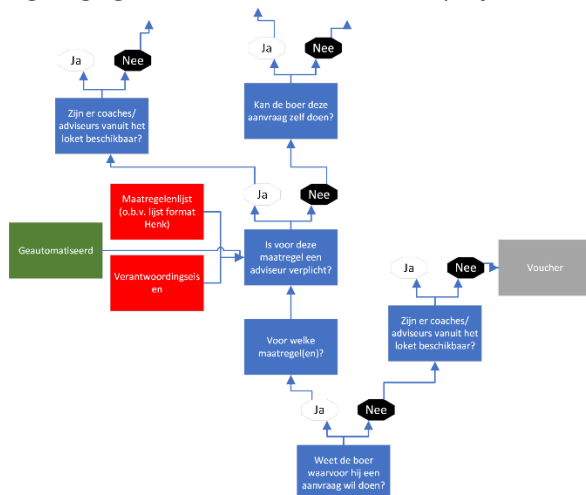 Ja
Nee
Ja
Nee
Zijn er coaches/
adviseurs vanuit het
loket beschikbaar?
Kan de boer deze
aanvraag zelf doen?
Maatregelenlijst
(o.b.v. lijst format
Henk)
Ja
Nee
Geautomatiseerd
Is voor deze
maatregel een
adviseur verplicht?
Verantwoordingseis
en
Ja
Nee
Voucher
Voor welke
maatregel(en)?
Zijn er coaches/
adviseurs vanuit het
loket beschikbaar?
Ja
Nee
Weet de boer
waarvoor hij een
aanvraag wil doen?